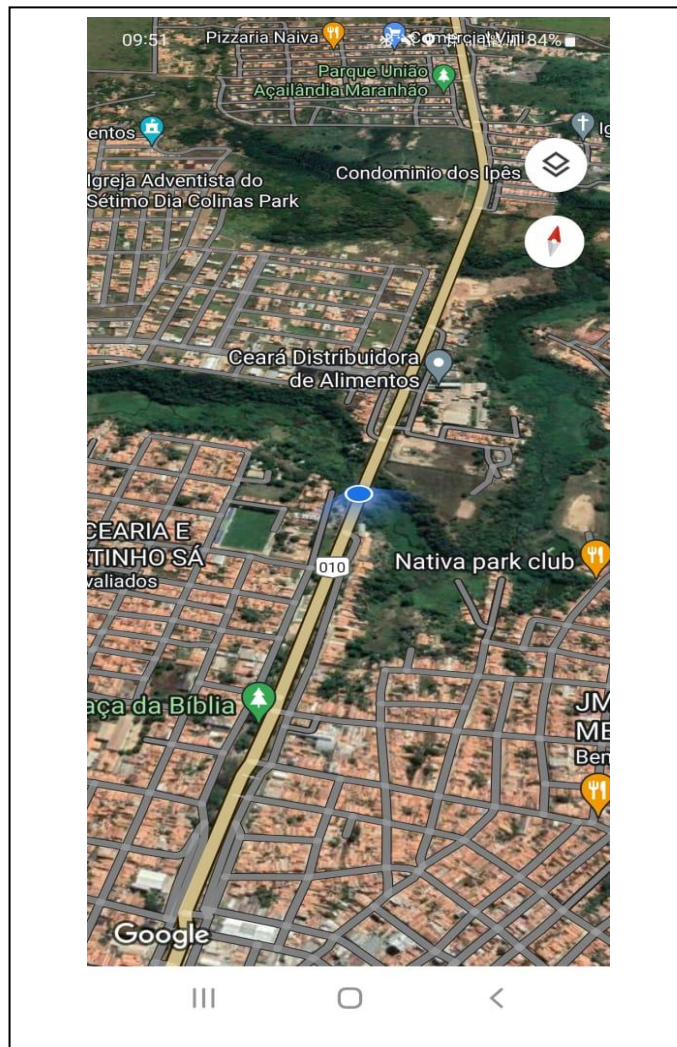 09:51
84%
Pizzaria Naiva
Comercial Vini
Parque União
Açailândia Maranhão
entos
Ig
Igreja Adventista do
Sétimo Dia Colinas Park
Condominio dos Ipês
Ceará Distribuidora
de Alimentos
CEARIA E
TINHO SÁ
valiados
010
Nativa park club
aça da Bíblia
JM
ME
Ben
Google